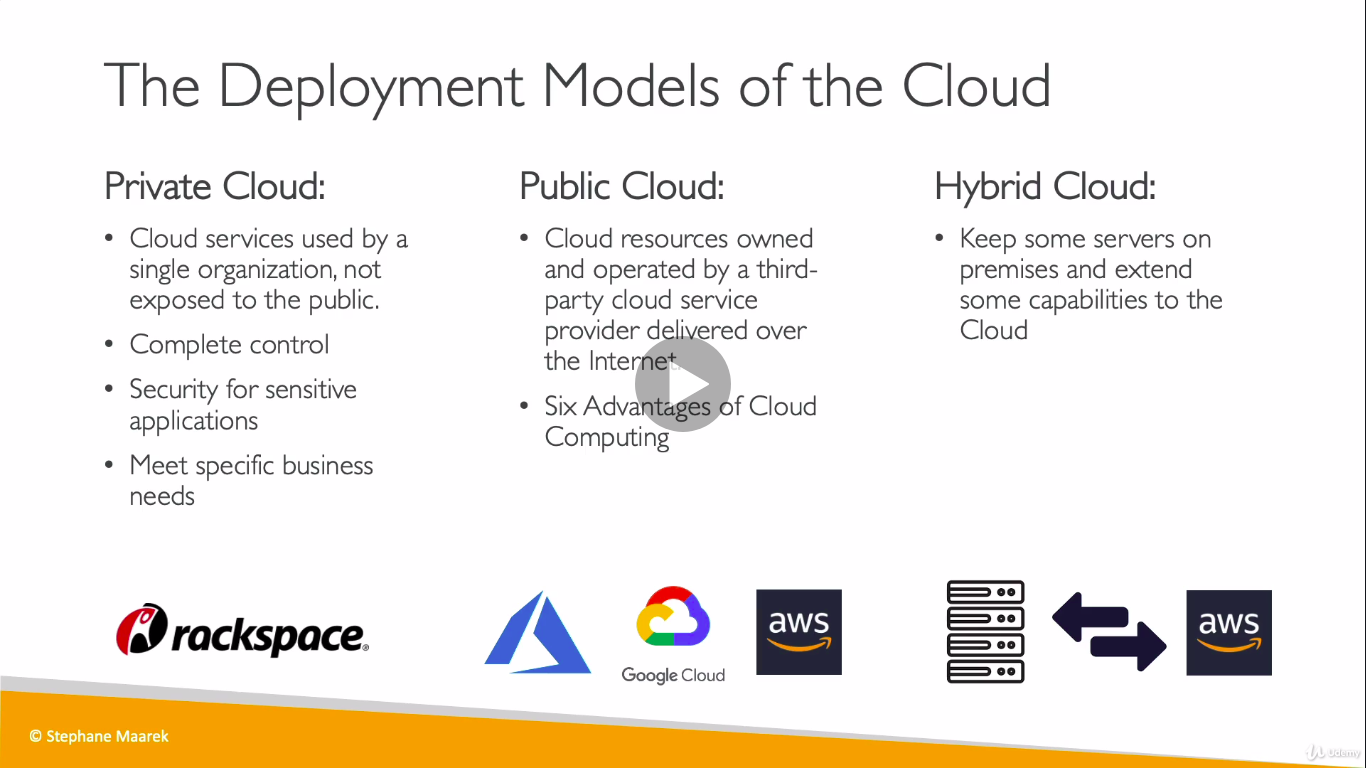 The Deployment Models of the Cloud
Private Cloud:
• Cloud services used by a
single organization, not
exposed to the public.
• Complete control
• Security for sensitive
applications
• Meet specific business
needs
Public Cloud:
• Cloud resources owned
and operated by a third-
party cloud service
provider delivered over
the Internet.
• Six Advantages of Cloud
Computing
Hybrid Cloud:
• Keep some servers on
premises and extend
some capabilities to the
Cloud
rackspace®
Google Cloud
aws
aws
© Stephane Maarek
Udemy